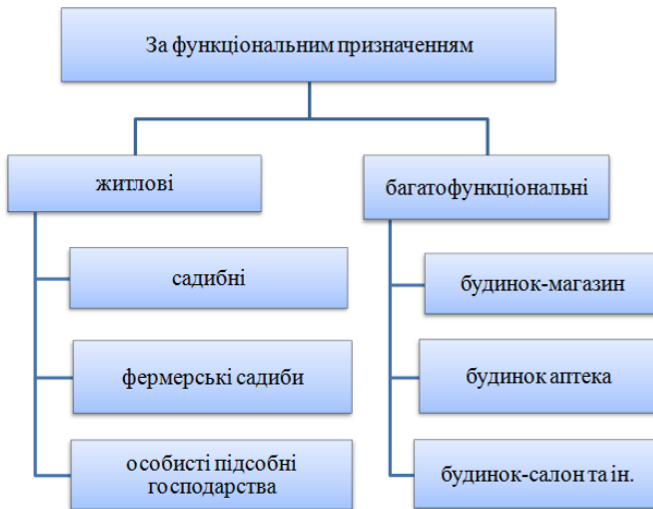 За функціональним призначенням
житлові
садибні
фермерські садиби
особисті підсобні
господарства
багатофункціональні
будинок-магазин
будинок аптека
будинок-салон та ін.